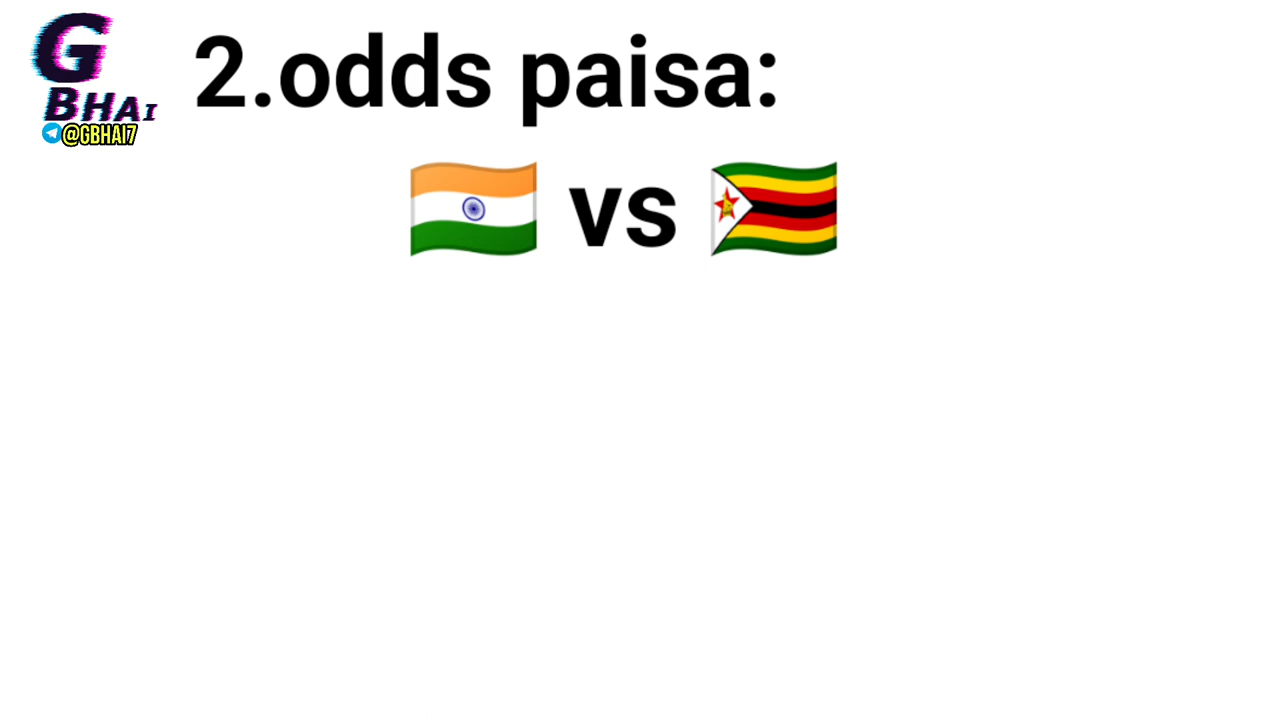 G
BHAI
@GBHAI7
2.odds paisa:
🇮🇳 vs 🇿🇼